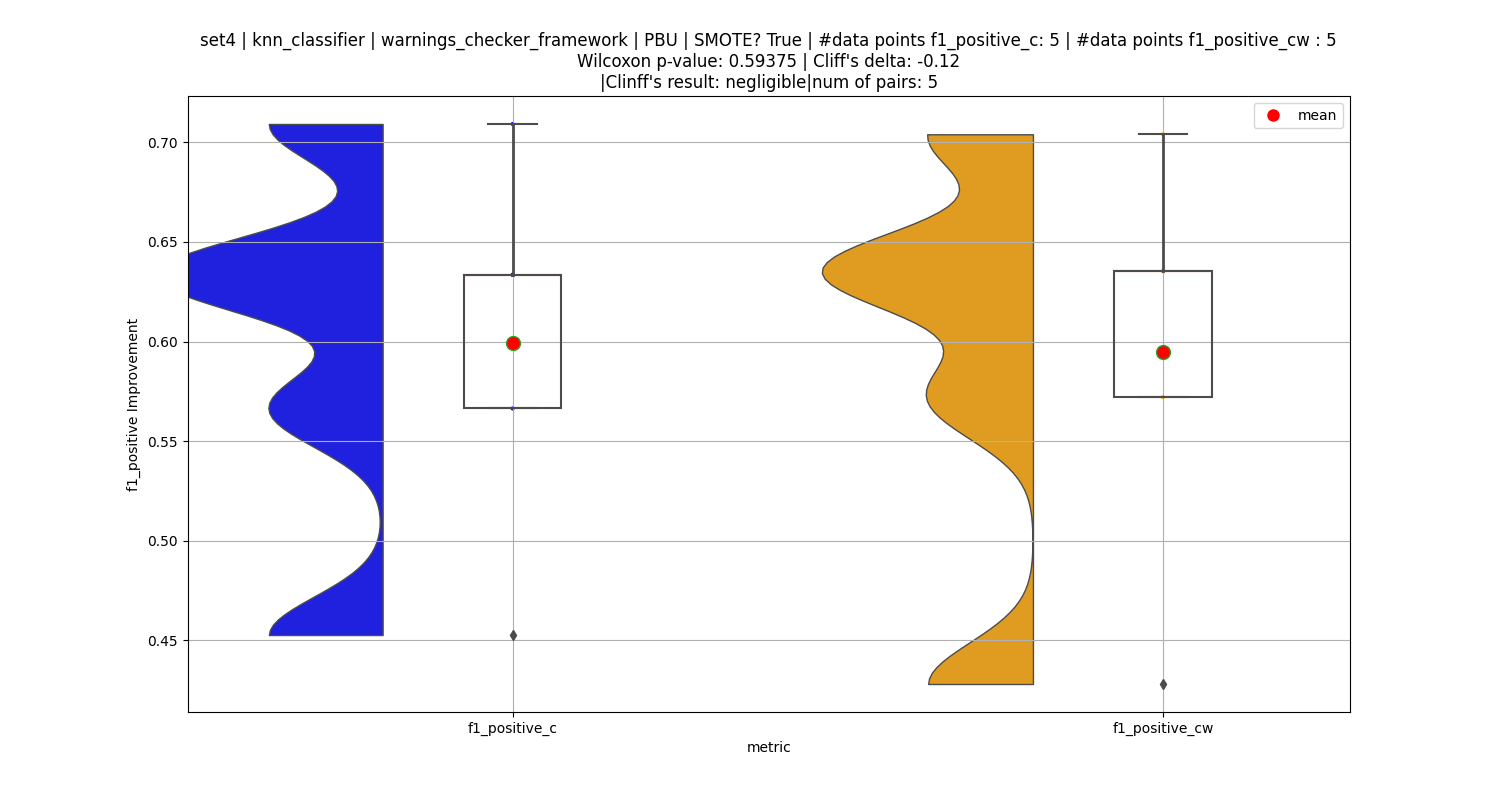 set4 | knn_classifier | warnings_checker_framework | PBU | SMOTE? True | #data points f1_positive_c: 5 | #data points f1_positive_cw : 5
Wilcoxon p-value: 0.59375 | Cliff's delta: -0.12
|Clinff's result: negligible|num of pairs: 5
mean
0.70
0.65
0.60
0.55
0.50
0.45
f1_positive Improvement
f1_positive_c
f1_positive_cw
metric